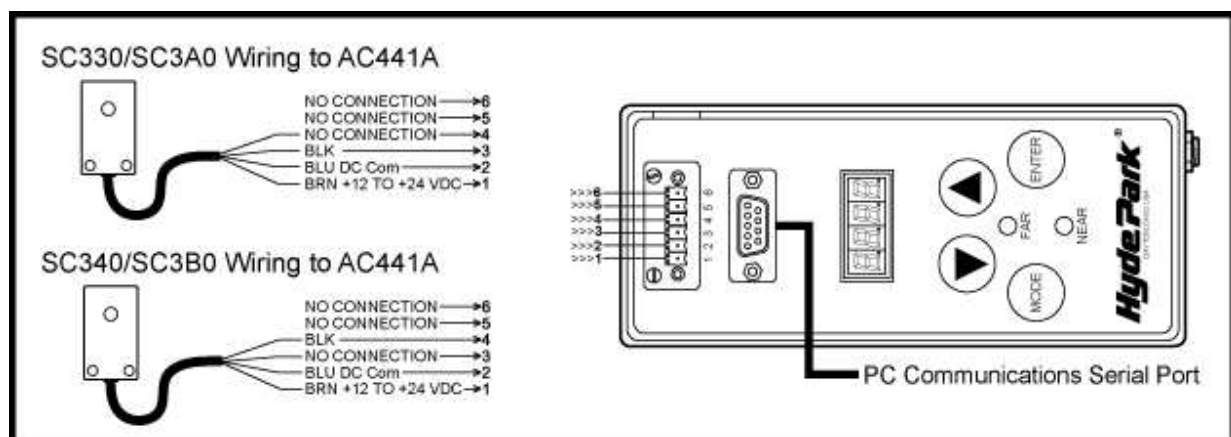 SC330/SC3A0 Wiring to AC441A
NO CONNECTION 6
NO CONNECTION 5
NO CONNECTION 4
BLK 3
BLU DC Com 2
BRN +12 TO +24 VDC 1
SC340/SC3B0 Wiring to AC441A
NO CONNECTION 6
NO CONNECTION 5
BLK 4
NO CONNECTION 3
BLU DC Com 2
BRN +12 TO +24 VDC 1
>>>6
>>>5
>>>4
>>>3
>>>2
>>>1
1 2 3 4 5 6
ENTER
FAR
NEAR
MODE
HydePark®
PC Communications Serial Port